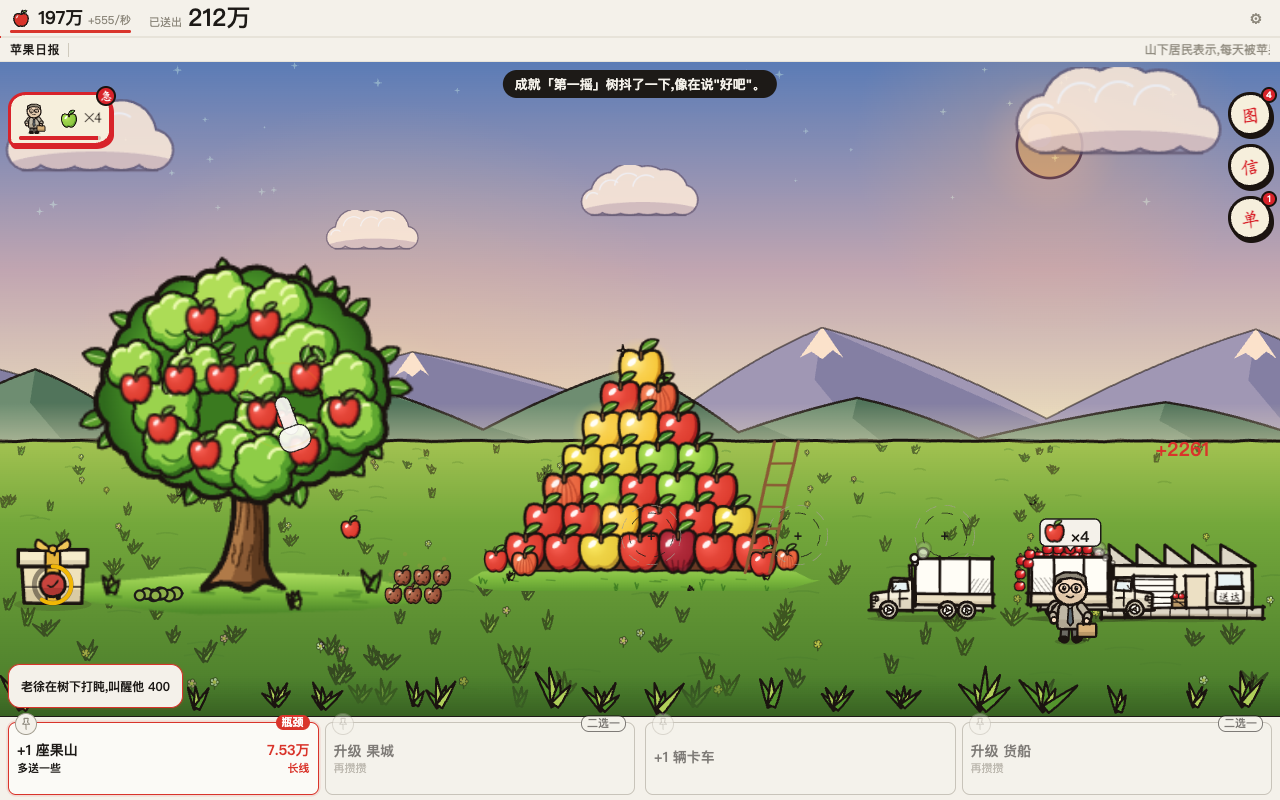 197万 +555/秒 已送出 212万
苹果日报 山下居民表示,每天被苹
成就「第一摇」树抖了一下,像在说"好吧"。
急
×4
4
图
信
1
单
+2261
×4
送达
老徐在树下打盹,叫醒他 400
瓶颈
+1 座果山 7.53万
多送一些 长线
二选一
升级 果城
再攒攒
+1 辆卡车
二选一
升级 货船
再攒攒